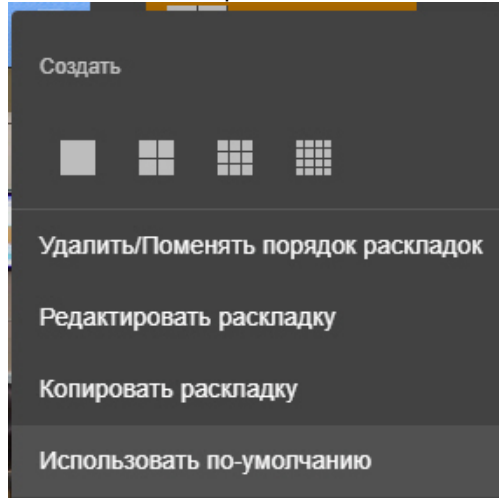 Создать
Удалить/Поменять порядок раскладок
Редактировать раскладку
Копировать раскладку
Использовать по-умолчанию